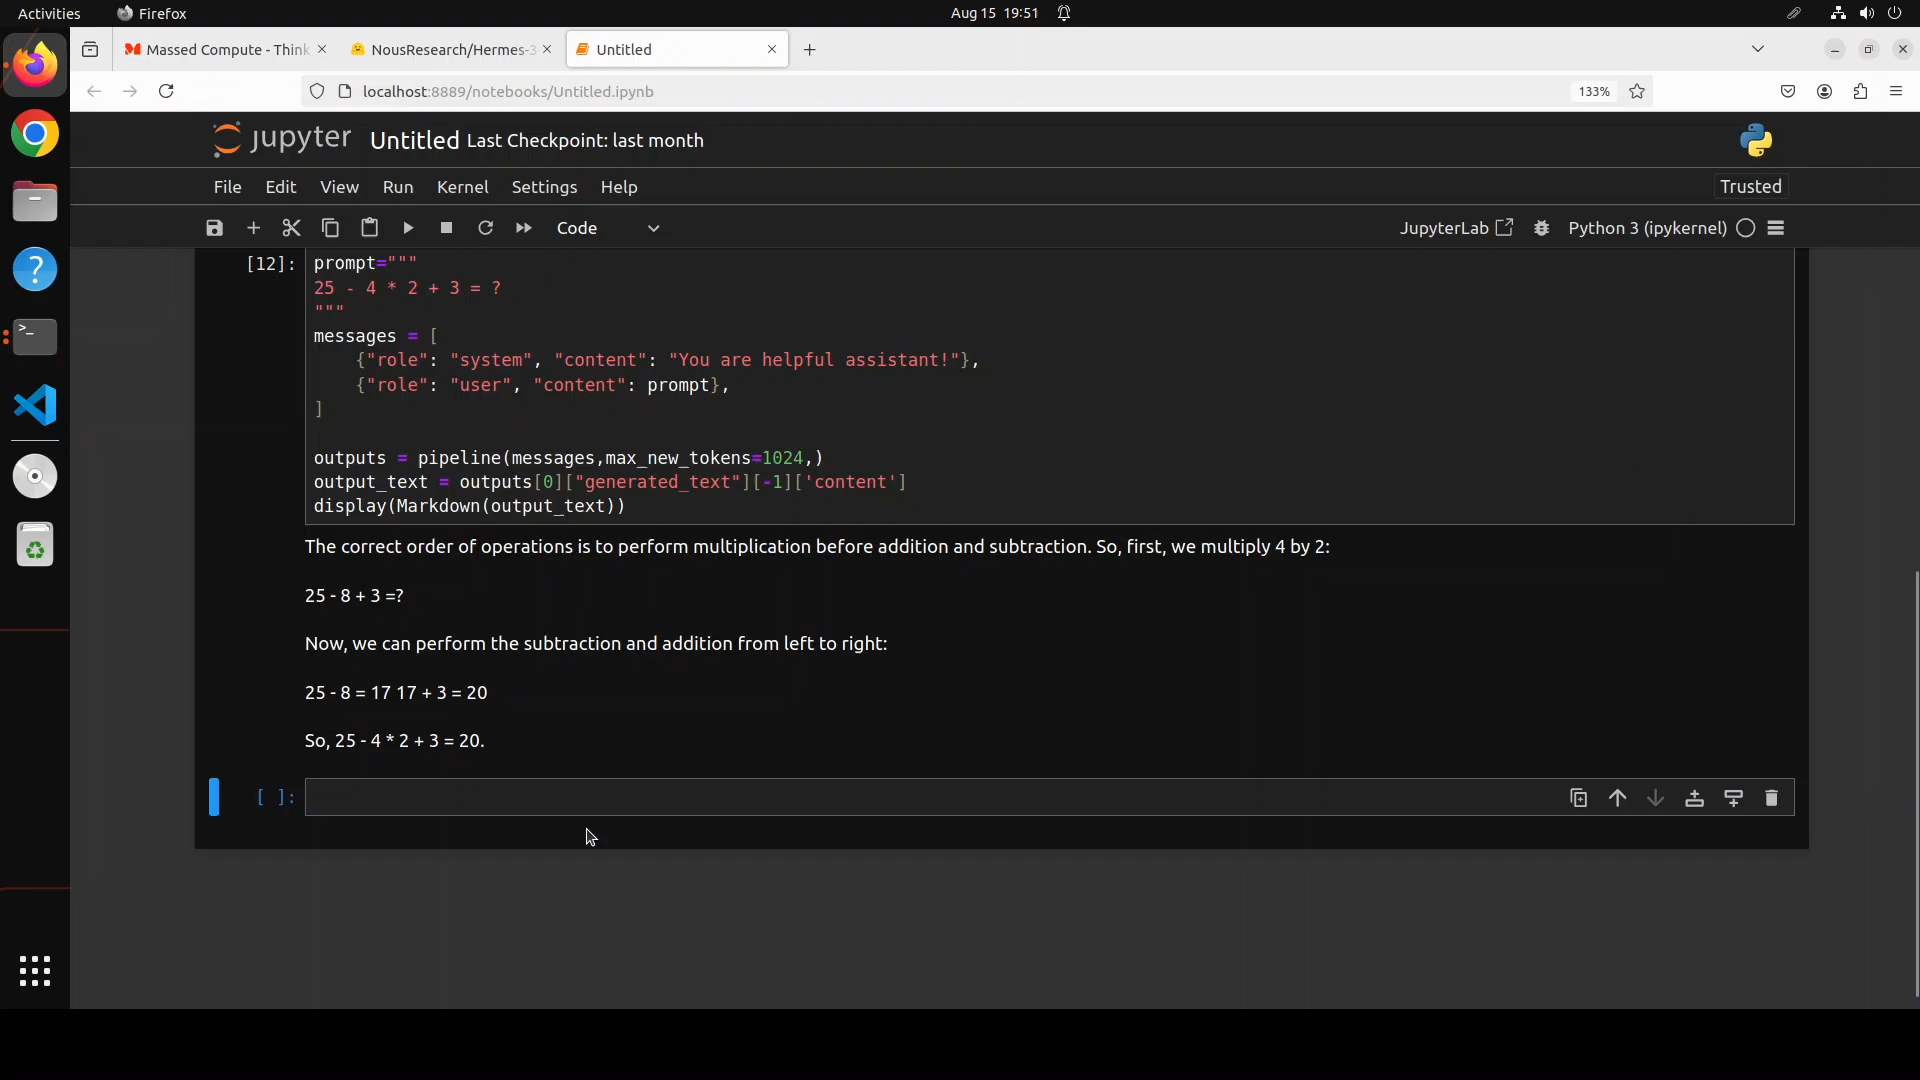 Activities
Firefox
Aug 15 19:51
Massed Compute - Think
NousResearch/Hermes-3
Untitled
localhost:8889/notebooks/Untitled.ipynb
133%
jupyter
Untitled Last Checkpoint: last month
File Edit View Run Kernel Settings Help
Trusted
Code
JupyterLab
Python 3 (ipykernel)
[12]: prompt="""
25 - 4 * 2 + 3 = ?
"""
messages = [
    {"role": "system", "content": "You are helpful assistant!"},
    {"role": "user", "content": prompt},
]
outputs = pipeline(messages,max_new_tokens=1024,)
output_text = outputs[0]["generated_text"][-1]['content']
display(Markdown(output_text))
The correct order of operations is to perform multiplication before addition and subtraction. So, first, we multiply 4 by 2:
25 - 8 + 3 =?
Now, we can perform the subtraction and addition from left to right:
25 - 8 = 17 17 + 3 = 20
So, 25 - 4 * 2 + 3 = 20.
[ ]: